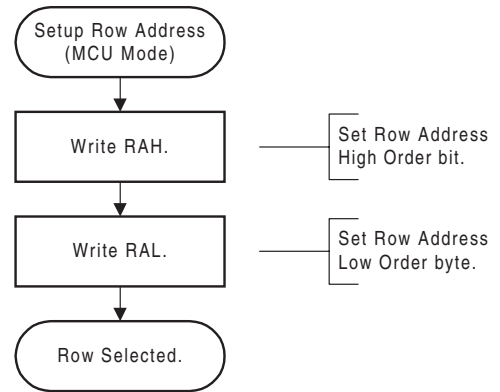 Setup Row Address
(MCU Mode)
Write RAH.
Set Row Address
High Order bit.
Write RAL.
Set Row Address
Low Order byte.
Row Selected.